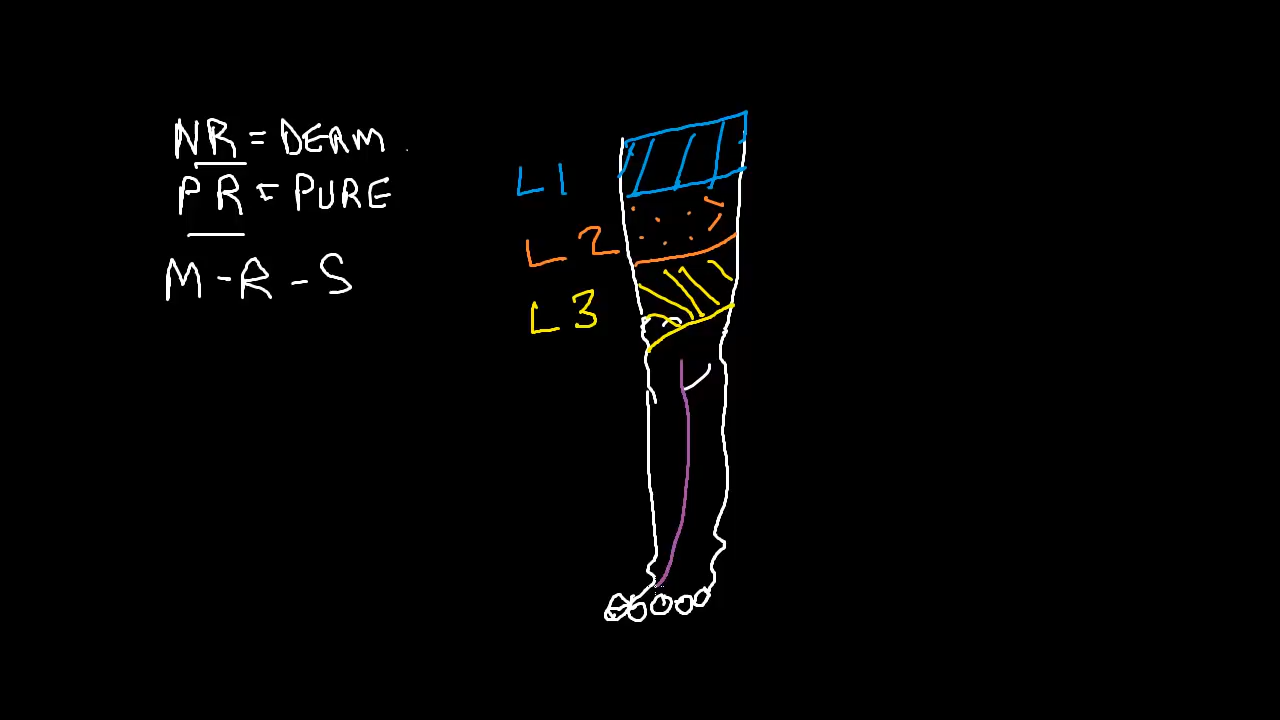 NR = DERM
PR = PURE
M - R - S
L1
L2
L3